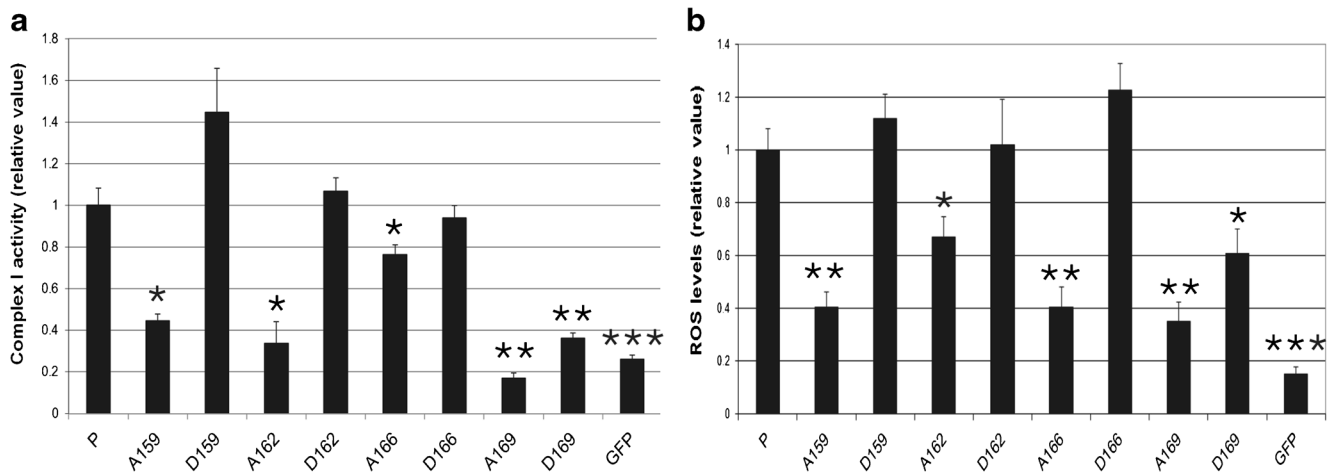 a
Complex I activity (relative value)
1.8
1.6
1.4
1.2
1
0.8
0.6
0.4
0.2
0
*
*
*
**
**
***
P
A159
D159
A162
D162
A166
D166
A169
D169
GFP
b
ROS levels (relative value)
1.4
1.2
1
0.8
0.6
0.4
0.2
0
**
*
**
**
*
***
P
A159
D159
A162
D162
A166
D166
A169
D169
GFP